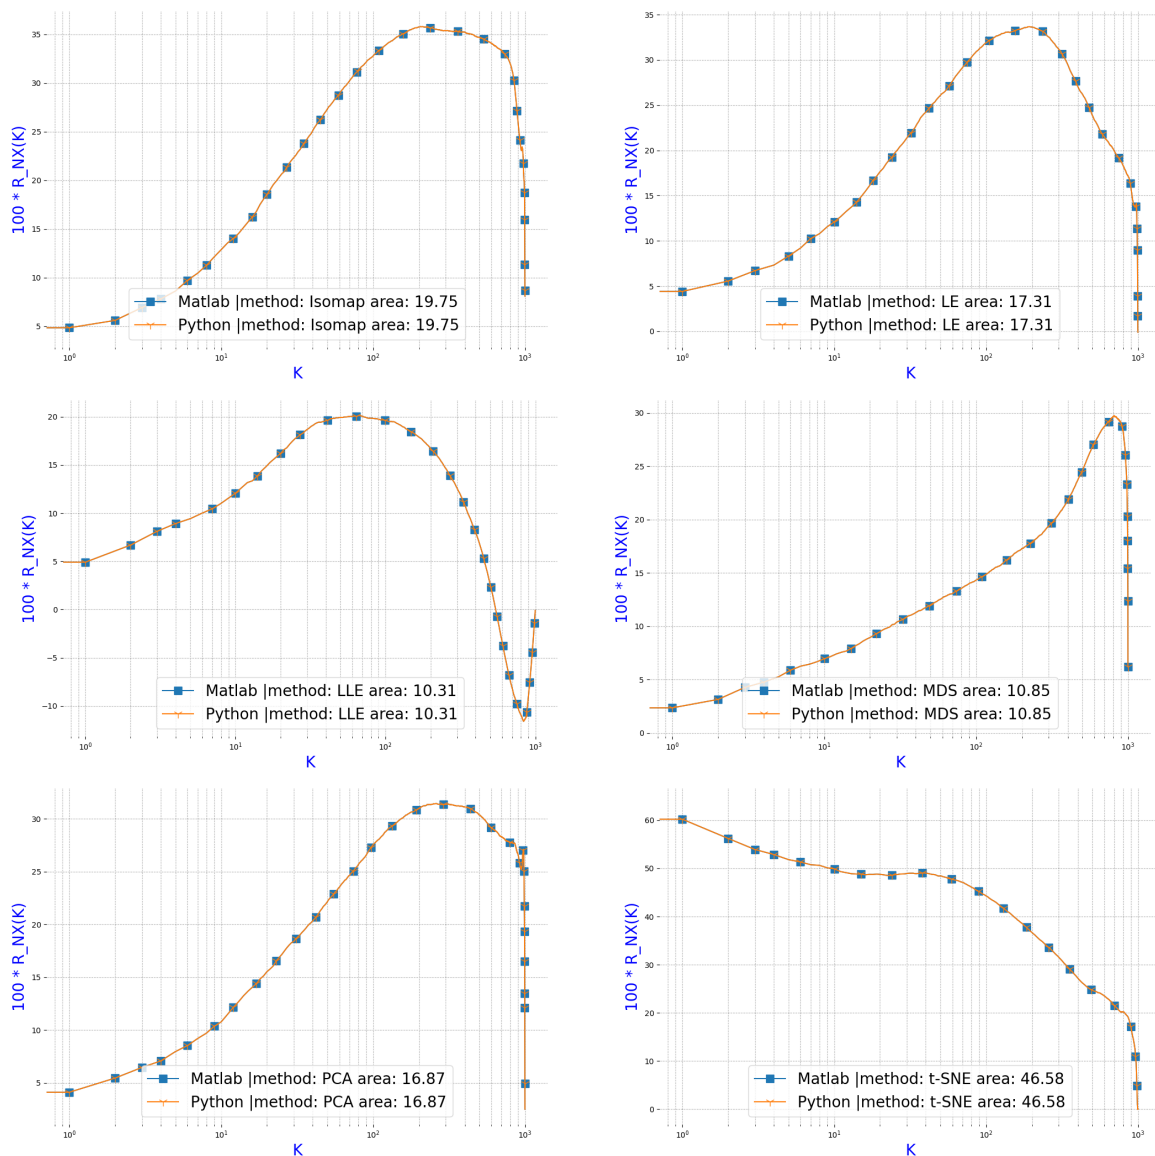 35
30
25
20
15
10
5
100 * R_NX(K)
Matlab |method: Isomap area: 19.75
Python |method: Isomap area: 19.75
10⁰ 10¹ 10² 10³
K
35
30
25
20
15
10
5
0
100 * R_NX(K)
Matlab |method: LE area: 17.31
Python |method: LE area: 17.31
10⁰ 10¹ 10² 10³
K
20
15
10
5
0
−5
−10
100 * R_NX(K)
Matlab |method: LLE area: 10.31
Python |method: LLE area: 10.31
10⁰ 10¹ 10² 10³
K
30
25
20
15
10
5
0
100 * R_NX(K)
Matlab |method: MDS area: 10.85
Python |method: MDS area: 10.85
10⁰ 10¹ 10² 10³
K
30
25
20
15
10
5
100 * R_NX(K)
Matlab |method: PCA area: 16.87
Python |method: PCA area: 16.87
10⁰ 10¹ 10² 10³
K
60
50
40
30
20
10
0
100 * R_NX(K)
Matlab |method: t-SNE area: 46.58
Python |method: t-SNE area: 46.58
10⁰ 10¹ 10² 10³
K